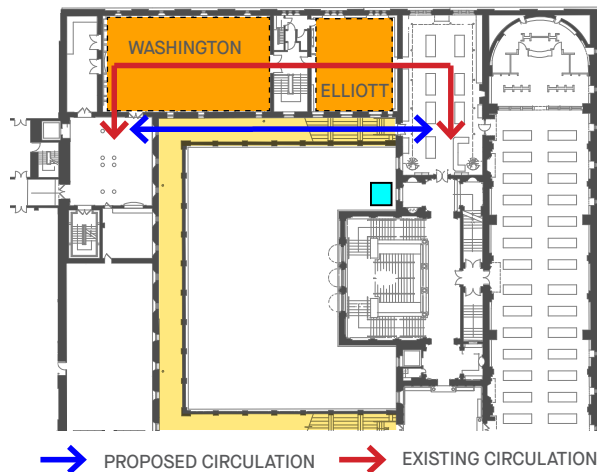 WASHINGTON
ELLIOTT
PROPOSED CIRCULATION
EXISTING CIRCULATION